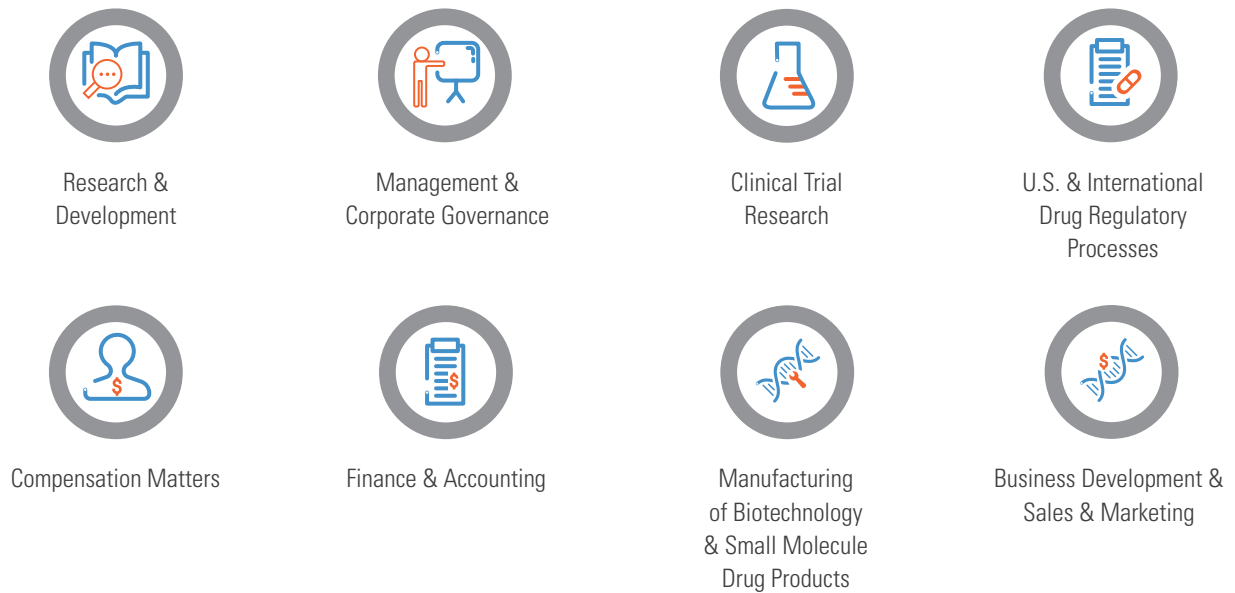 Research &
Development
Management &
Corporate Governance
Clinical Trial
Research
U.S. & International
Drug Regulatory
Processes
Compensation Matters
Finance & Accounting
Manufacturing
of Biotechnology
& Small Molecule
Drug Products
Business Development &
Sales & Marketing